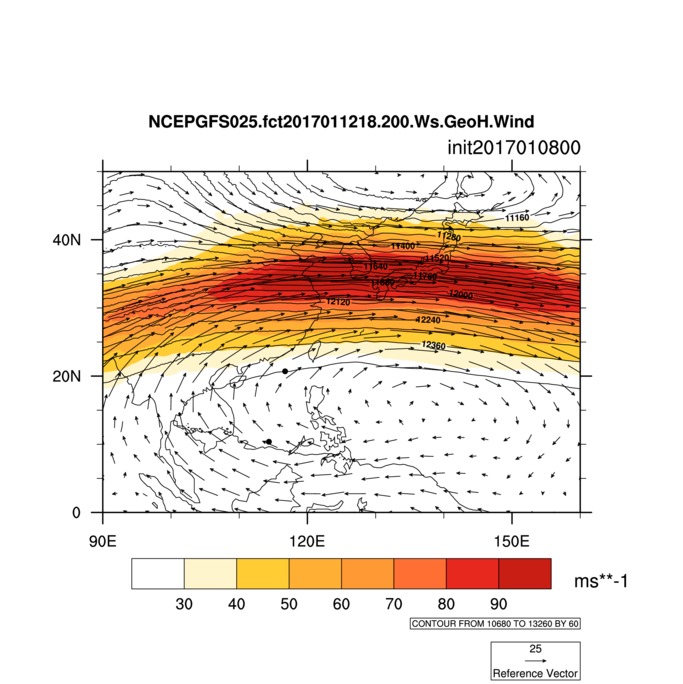 NCEPGFS025.fct2017011218.200.Ws.GeoH.Wind
init2017010800
11160
40N
11280
11400
11520
11640
11760
11880
12000
12120
12240
12360
20N
0
90E 120E 150E
30 40 50 60 70 80 90
ms**-1
CONTOUR FROM 10680 TO 13260 BY 60
25
Reference Vector